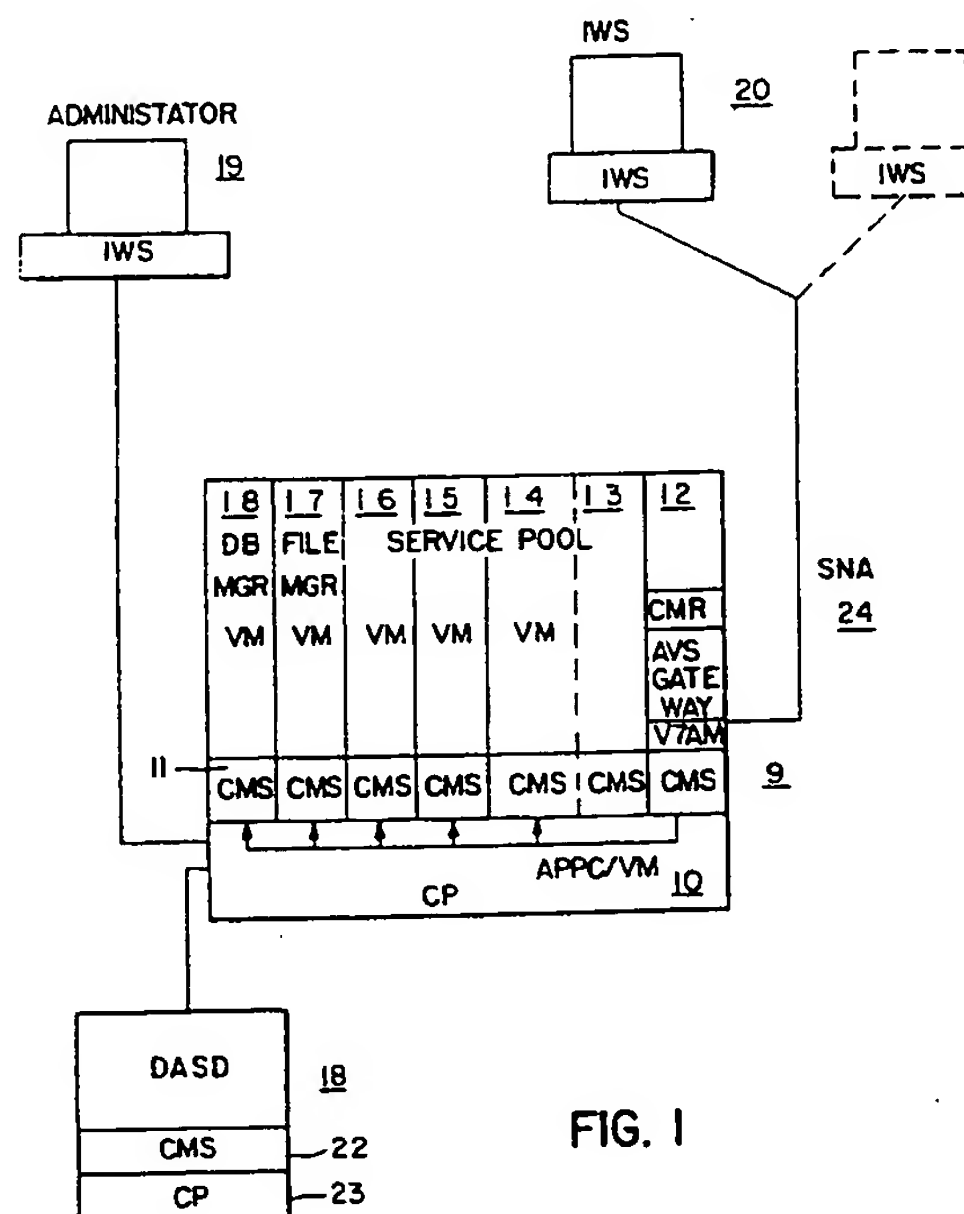 IWS
20
IWS
IWS
ADMINISTATOR
19
IWS
18 17 16 15 14 13 12
DB FILE SERVICE POOL
MGR MGR
VM VM VM VM VM
CMR
AVS
GATE
WAY
V7AM
SNA
24
11
CMS CMS CMS CMS CMS CMS CMS
9
APPC/VM
10
CP
DASD
18
CMS
22
CP
23
FIG. 1